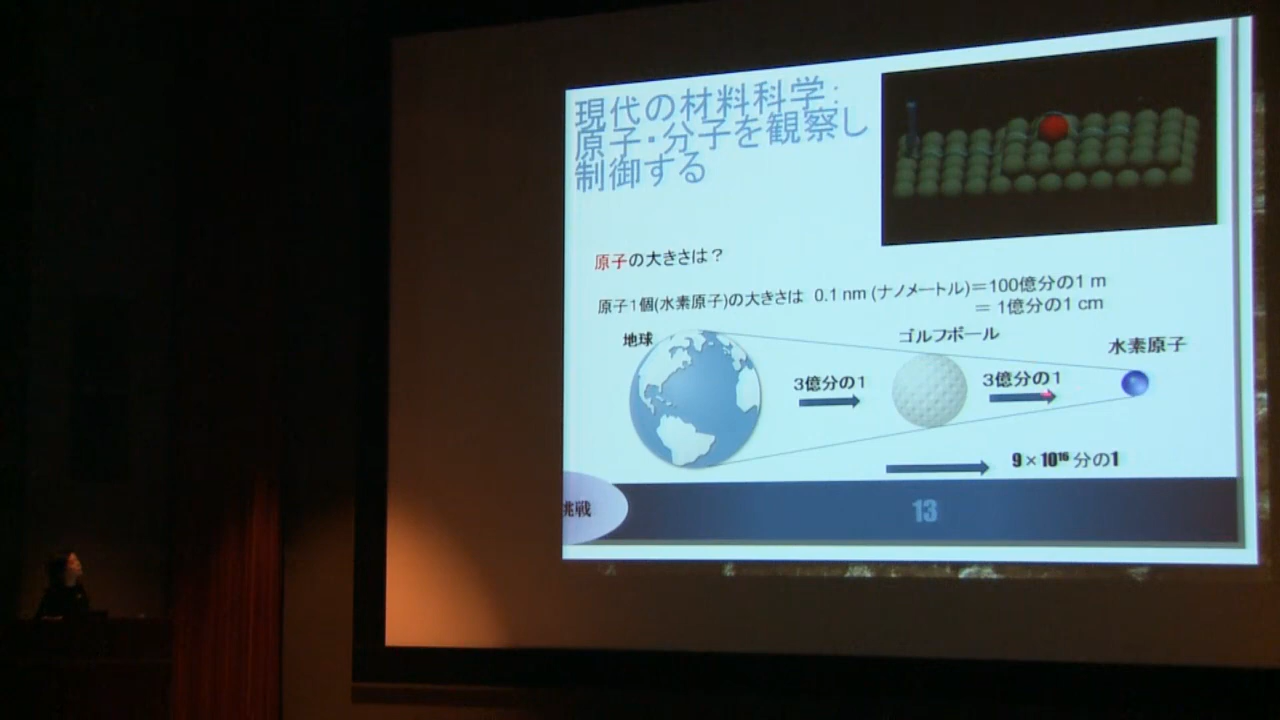 現代の材料科学:
原子・分子を観察し
制御する
原子の大きさは？
原子1個(水素原子)の大きさは 0.1 nm (ナノメートル)＝100億分の1 m
＝ 1億分の1 cm
地球
ゴルフボール
水素原子
3億分の1
3億分の1
9×10¹⁶ 分の1
挑戦
13